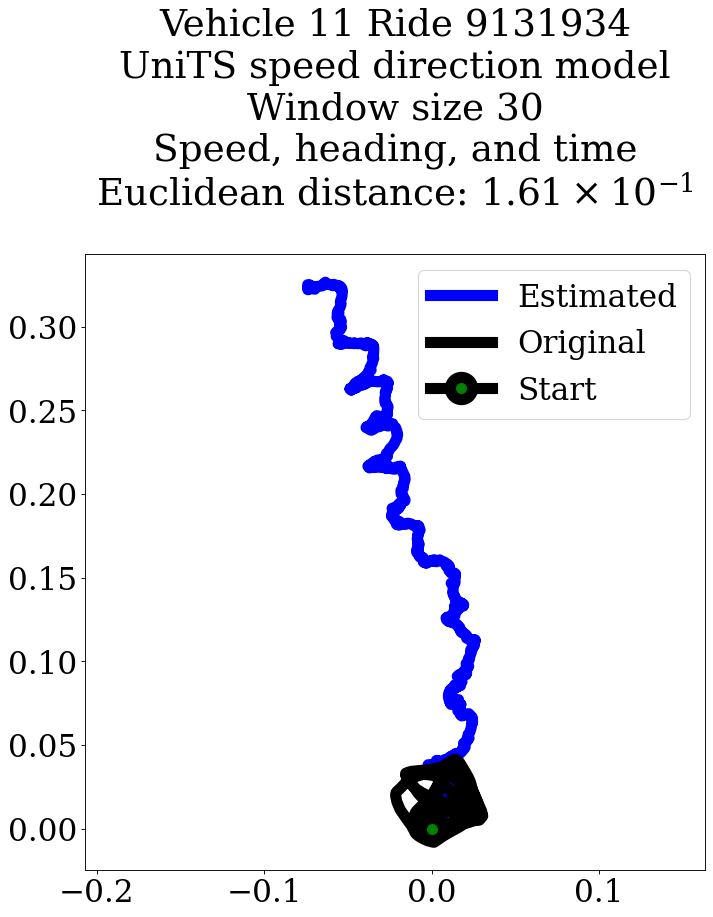 Vehicle 11 Ride 9131934
UniTS speed direction model
Window size 30
Speed, heading, and time
Euclidean distance: 1.61 × 10⁻¹
Estimated
Original
Start
0.30
0.25
0.20
0.15
0.10
0.05
0.00
−0.2
−0.1
0.0
0.1